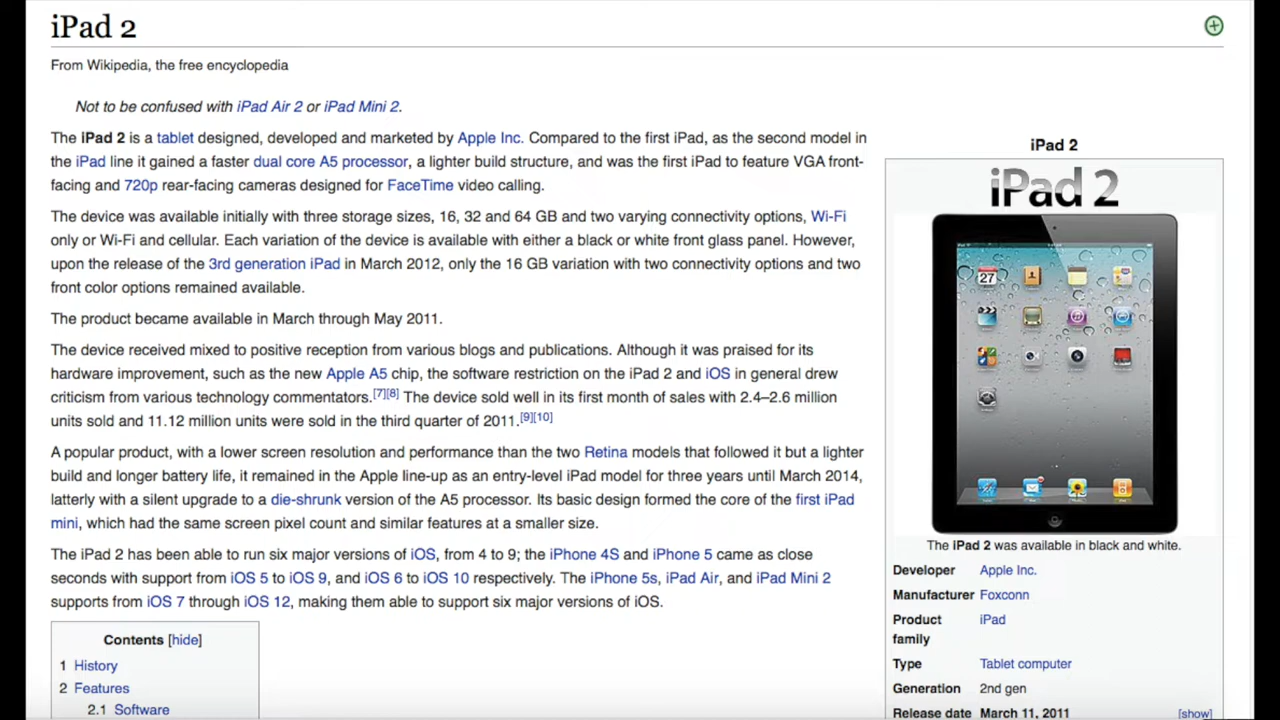 iPad 2
From Wikipedia, the free encyclopedia
Not to be confused with iPad Air 2 or iPad Mini 2.
The iPad 2 is a tablet designed, developed and marketed by Apple Inc. Compared to the first iPad, as the second model in
the iPad line it gained a faster dual core A5 processor, a lighter build structure, and was the first iPad to feature VGA front-
facing and 720p rear-facing cameras designed for FaceTime video calling.
The device was available initially with three storage sizes, 16, 32 and 64 GB and two varying connectivity options, Wi-Fi
only or Wi-Fi and cellular. Each variation of the device is available with either a black or white front glass panel. However,
upon the release of the 3rd generation iPad in March 2012, only the 16 GB variation with two connectivity options and two
front color options remained available.
The product became available in March through May 2011.
The device received mixed to positive reception from various blogs and publications. Although it was praised for its
hardware improvement, such as the new Apple A5 chip, the software restriction on the iPad 2 and iOS in general drew
criticism from various technology commentators.[7][8] The device sold well in its first month of sales with 2.4–2.6 million
units sold and 11.12 million units were sold in the third quarter of 2011.[9][10]
A popular product, with a lower screen resolution and performance than the two Retina models that followed it but a lighter
build and longer battery life, it remained in the Apple line-up as an entry-level iPad model for three years until March 2014,
latterly with a silent upgrade to a die-shrunk version of the A5 processor. Its basic design formed the core of the first iPad
mini, which had the same screen pixel count and similar features at a smaller size.
The iPad 2 has been able to run six major versions of iOS, from 4 to 9; the iPhone 4S and iPhone 5 came as close
seconds with support from iOS 5 to iOS 9, and iOS 6 to iOS 10 respectively. The iPhone 5s, iPad Air, and iPad Mini 2
supports from iOS 7 through iOS 12, making them able to support six major versions of iOS.
Contents [hide]
1 History
2 Features
2.1 Software
iPad 2
iPad 2
27
The iPad 2 was available in black and white.
Developer Apple Inc.
Manufacturer Foxconn
Product family iPad
Type Tablet computer
Generation 2nd gen
Release date March 11, 2011 [show]